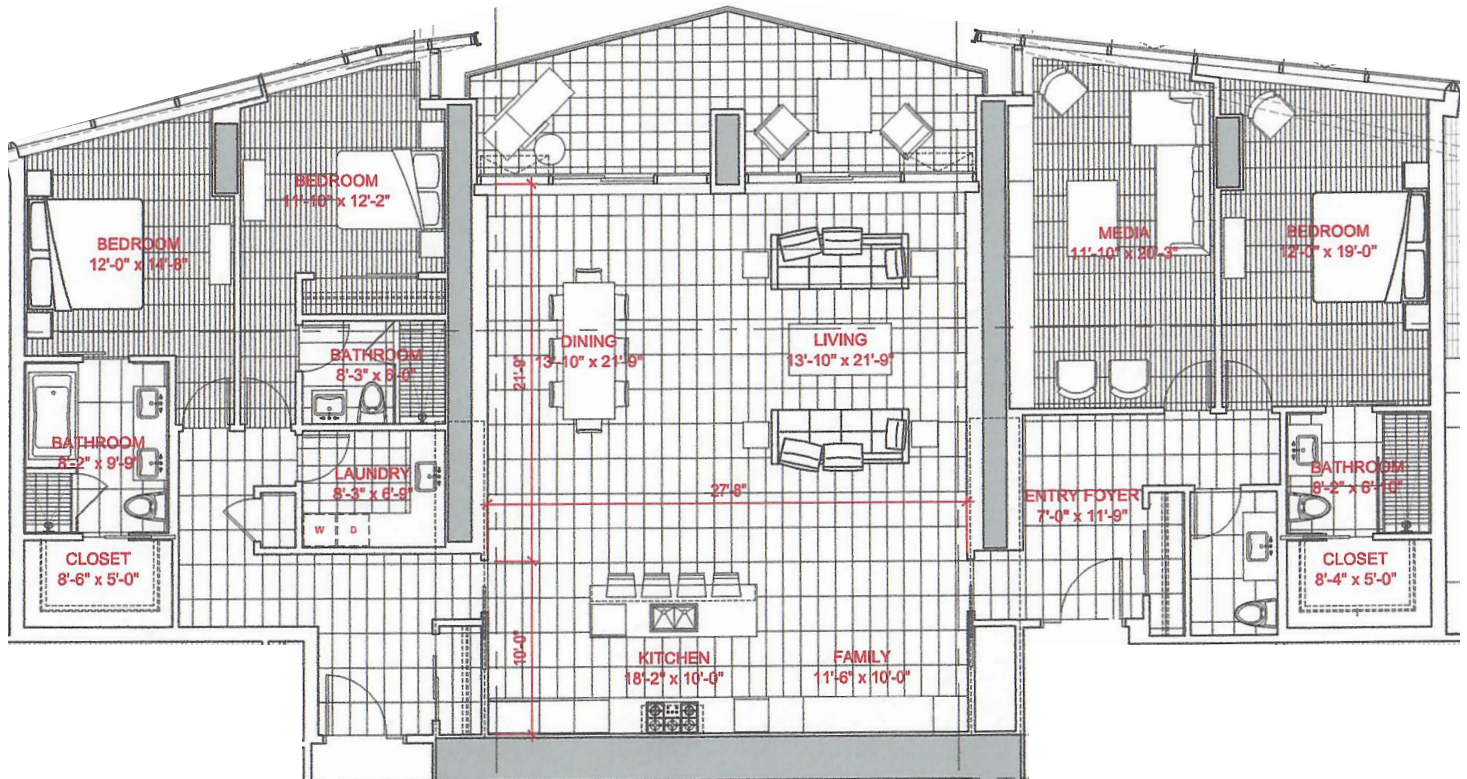 BEDROOM
11'-10" x 12'-2"
BEDROOM
12'-0" x 14'-8"
MEDIA
11'-10" x 20'-3"
BEDROOM
12'-0" x 19'-0"
DINING
13'-10" x 21'-9"
LIVING
13'-10" x 21'-9"
BATHROOM
8'-3" x 6'-0"
21'-9"
BATHROOM
8'-2" x 9'-9"
LAUNDRY
8'-3" x 6'-9"
W
D
27'-8"
ENTRY FOYER
7'-0" x 11'-9"
BATHROOM
8'-2" x 6'-10"
CLOSET
8'-6" x 5'-0"
CLOSET
8'-4" x 5'-0"
10'-0"
KITCHEN
18'-2" x 10'-0"
FAMILY
11'-6" x 10'-0"